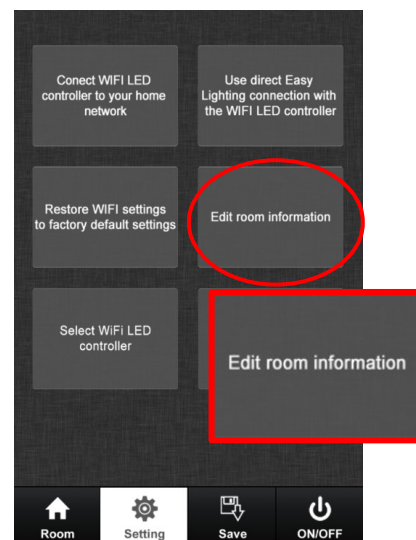 Conect WIFI LED
controller to your home
network
Use direct Easy
Lighting connection with
the WIFI LED controller
Restore WIFI settings
to factory default settings
Edit room information
Select WiFi LED
controller
Edit room information
Room
Setting
Save
ON/OFF